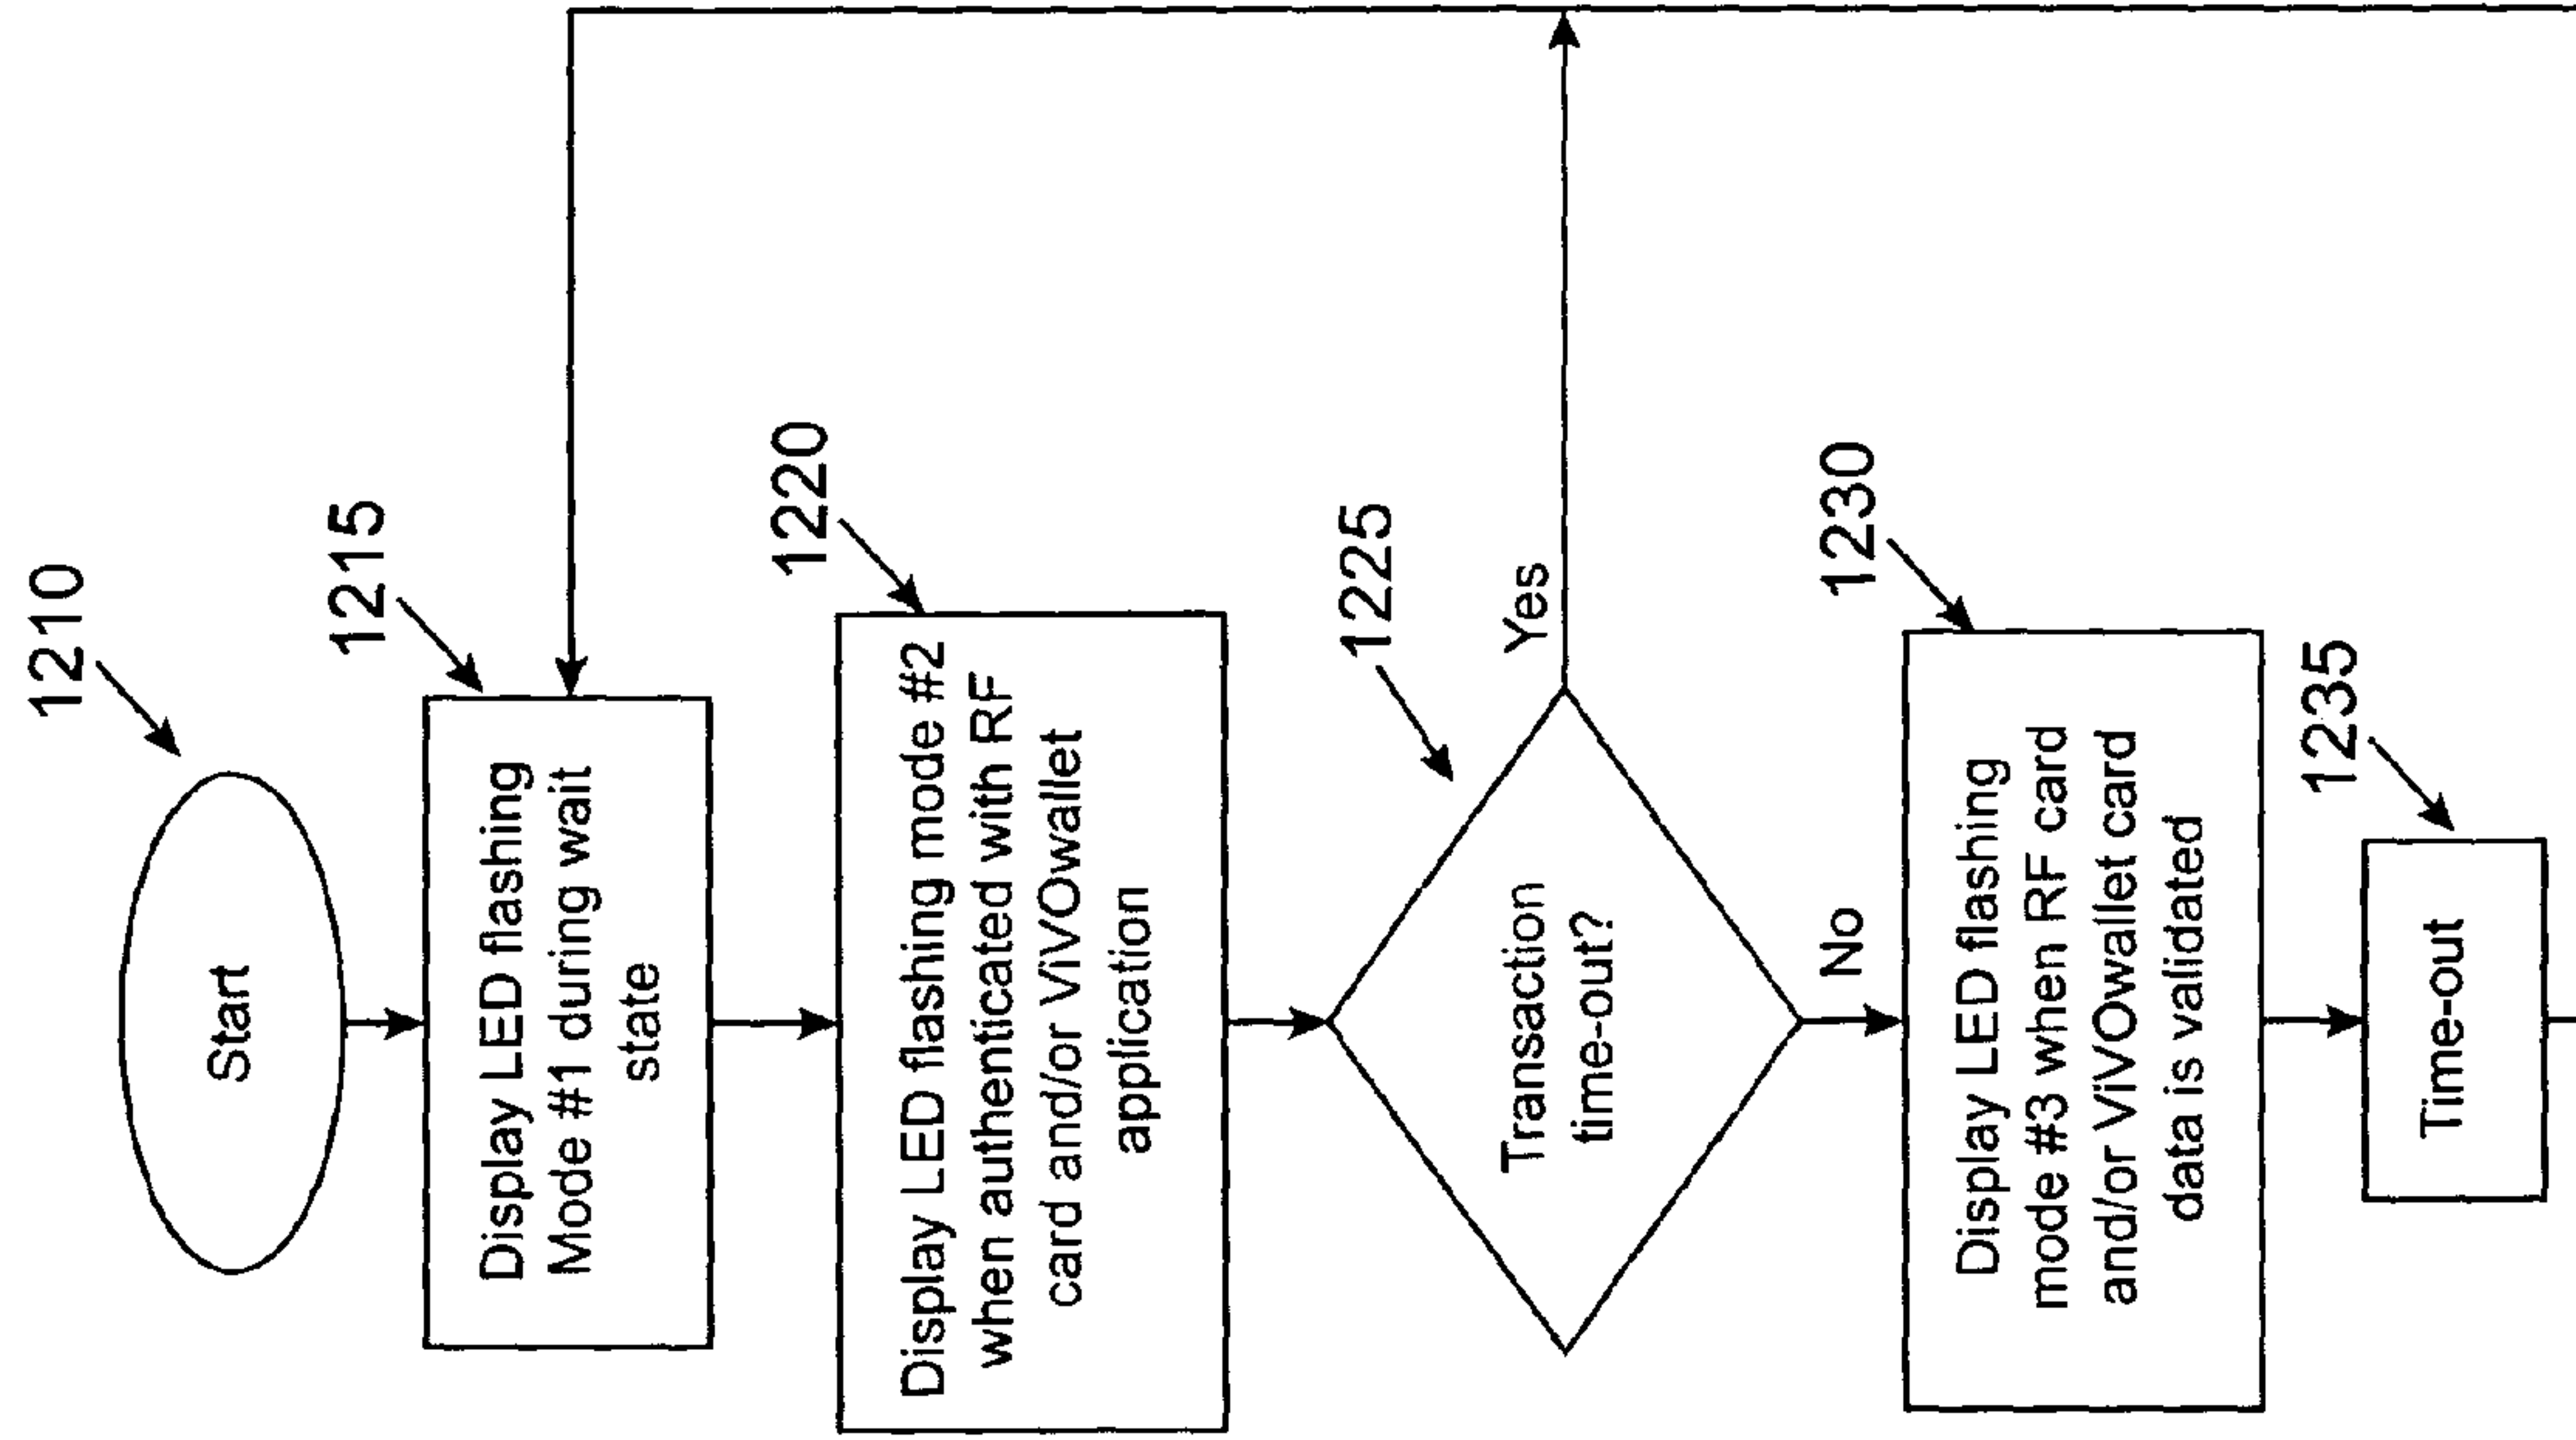 1210
Start
1215
Display LED flashing
Mode #1 during wait
state
1220
Display LED flashing mode #2
when authenticated with RF
card and/or ViVOwallet
application
1225
Transaction
time-out?
Yes
No
1230
Display LED flashing
mode #3 when RF card
and/or ViVOwallet card
data is validated
1235
Time-out